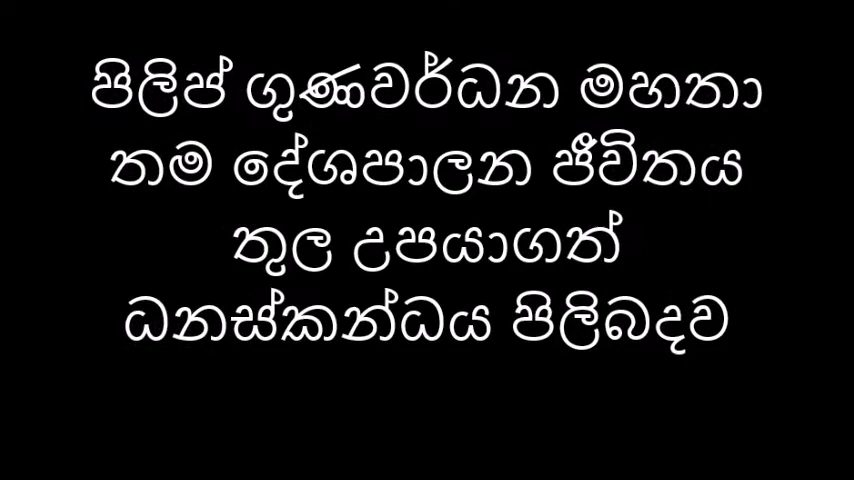 පිලිප් ගුණවර්ධන මහතා
තම දේශපාලන ජීවිතය
තුල උපයාගත්
ධනස්කන්ධය පිලිබදව